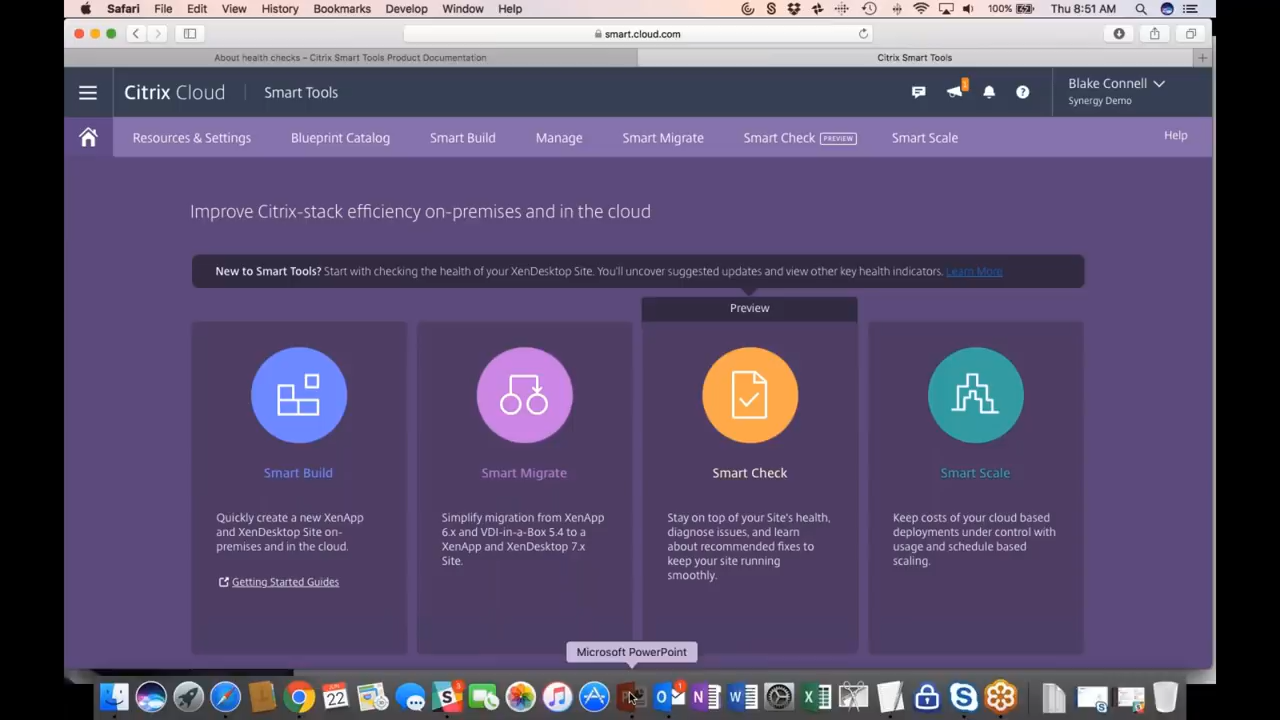 Safari File Edit View History Bookmarks Develop Window Help
100% Thu 8:51 AM
smart.cloud.com
About health checks – Citrix Smart Tools Product Documentation
Citrix Smart Tools
Citrix Cloud
Smart Tools
Blake Connell
Synergy Demo
Resources & Settings
Blueprint Catalog
Smart Build
Manage
Smart Migrate
Smart Check PREVIEW
Smart Scale
Help
Improve Citrix-stack efficiency on-premises and in the cloud
New to Smart Tools? Start with checking the health of your XenDesktop Site. You'll uncover suggested updates and view other key health indicators. Learn More
Preview
Smart Build
Quickly create a new XenApp
and XenDesktop Site on-
premises and in the cloud.
Getting Started Guides
Smart Migrate
Simplify migration from XenApp
6.x and VDI-in-a-Box 5.4 to a
XenApp and XenDesktop 7.x
Site.
Smart Check
Stay on top of your Site's health,
diagnose issues, and learn
about recommended fixes to
keep your site running
smoothly.
Smart Scale
Keep costs of your cloud based
deployments under control with
usage and schedule based
scaling.
Microsoft PowerPoint
22